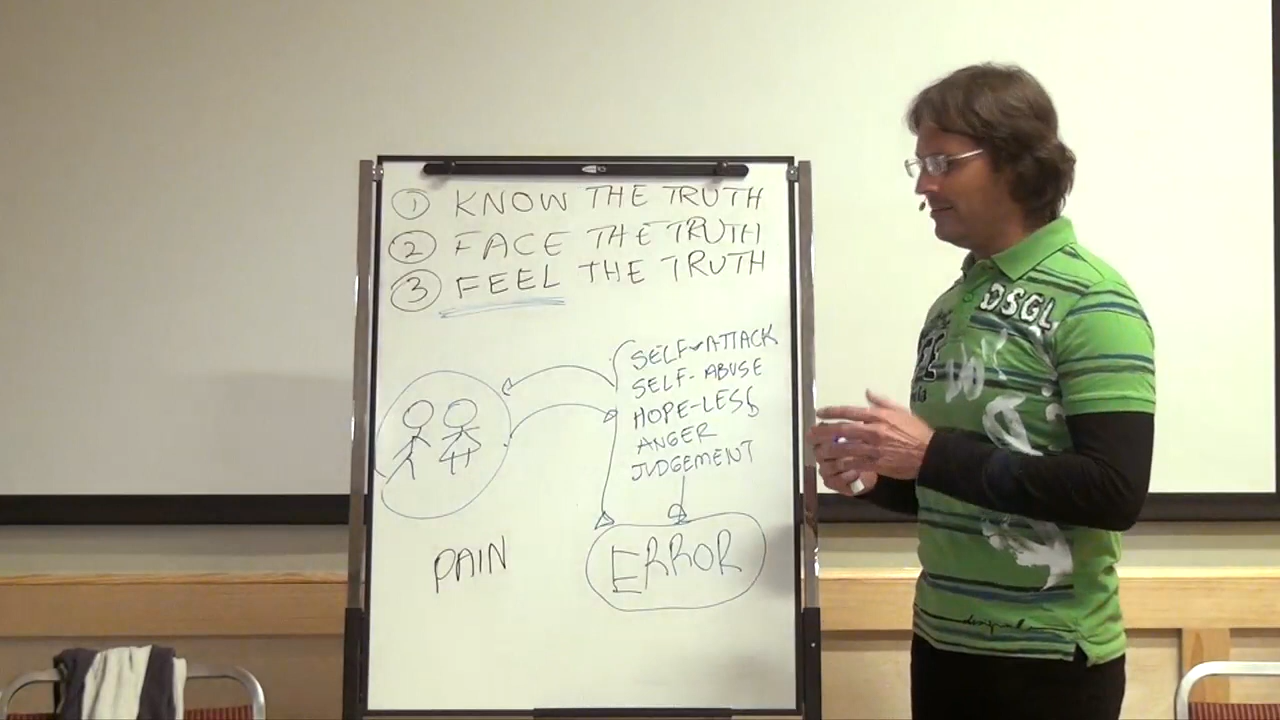 ① KNOW THE TRUTH
② FACE THE TRUTH
③ FEEL THE TRUTH
SELF-ATTACK
SELF-ABUSE
HOPE-LESS
ANGER
JUDGEMENT
PAIN
ERROR
DSGL